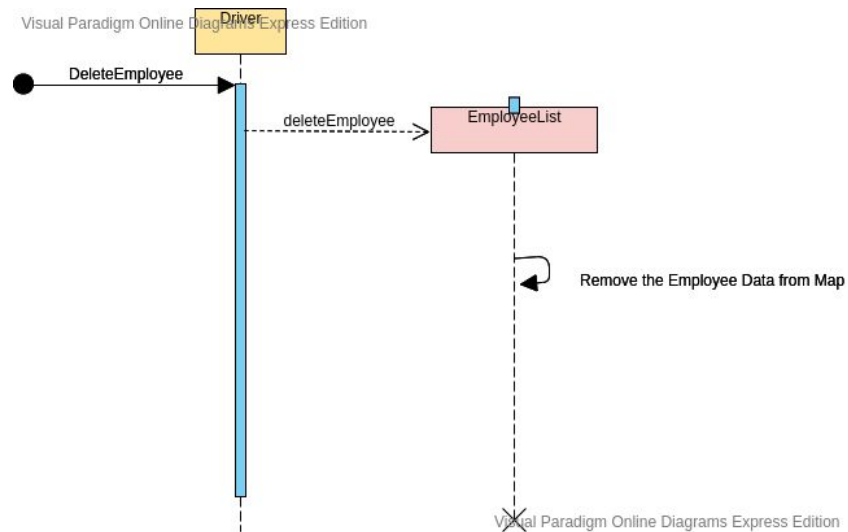 Visual Paradigm Online Diagrams Express Edition
Driver
DeleteEmployee
deleteEmployee
EmployeeList
Remove the Employee Data from Map
Visual Paradigm Online Diagrams Express Edition